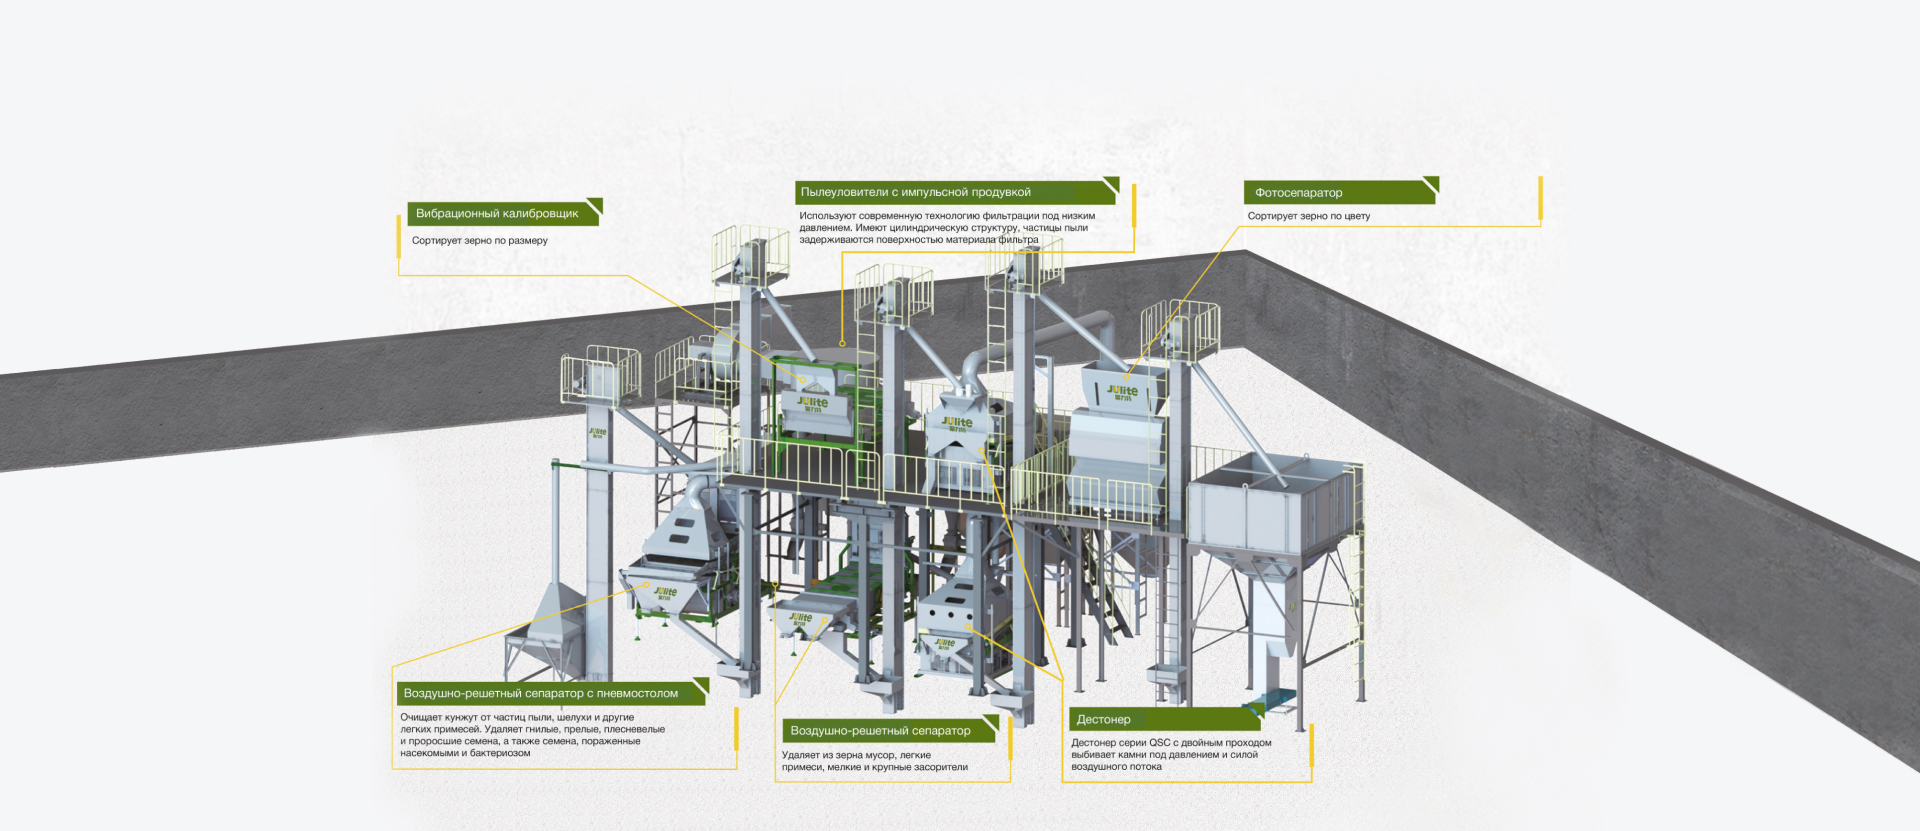 Пылеуловители с импульсной продувкой
Используют современную технологию фильтрации под низким
давлением. Имеют цилиндрическую структуру, частицы пыли
задерживаются поверхностью материала фильтра
Фотосепаратор
Сортирует зерно по цвету
Вибрационный калибровщик
Сортирует зерно по размеру
Julite
Julite
Julite
Julite
Julite
Julite
Julite
Воздушно-решетный сепаратор с пневмостолом
Очищает кунжут от частиц пыли, шелухи и другие
легких примесей. Удаляет гнилые, прелые, плесневелые
и проросшие семена, а также семена, пораженные
насекомыми и бактериозом
Воздушно-решетный сепаратор
Удаляет из зерна мусор, легкие
примеси, мелкие и крупные засорители
Дестонер
Дестонер серии QSC с двойным проходом
выбивает камни под давлением и силой
воздушного потока